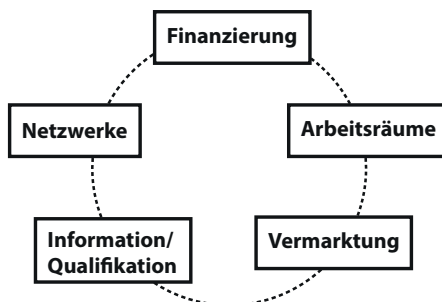 Finanzierung
Netzwerke
Arbeitsräume
Information/
Qualifikation
Vermarktung